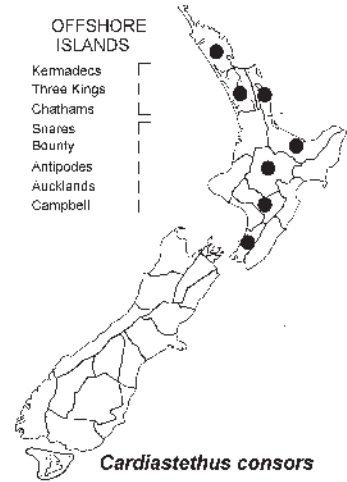 OFFSHORE
ISLANDS
Kermadecs
Three Kings
Chathams
Snares
Bounty
Antipodes
Aucklands
Campbell
Cardiastethus consors